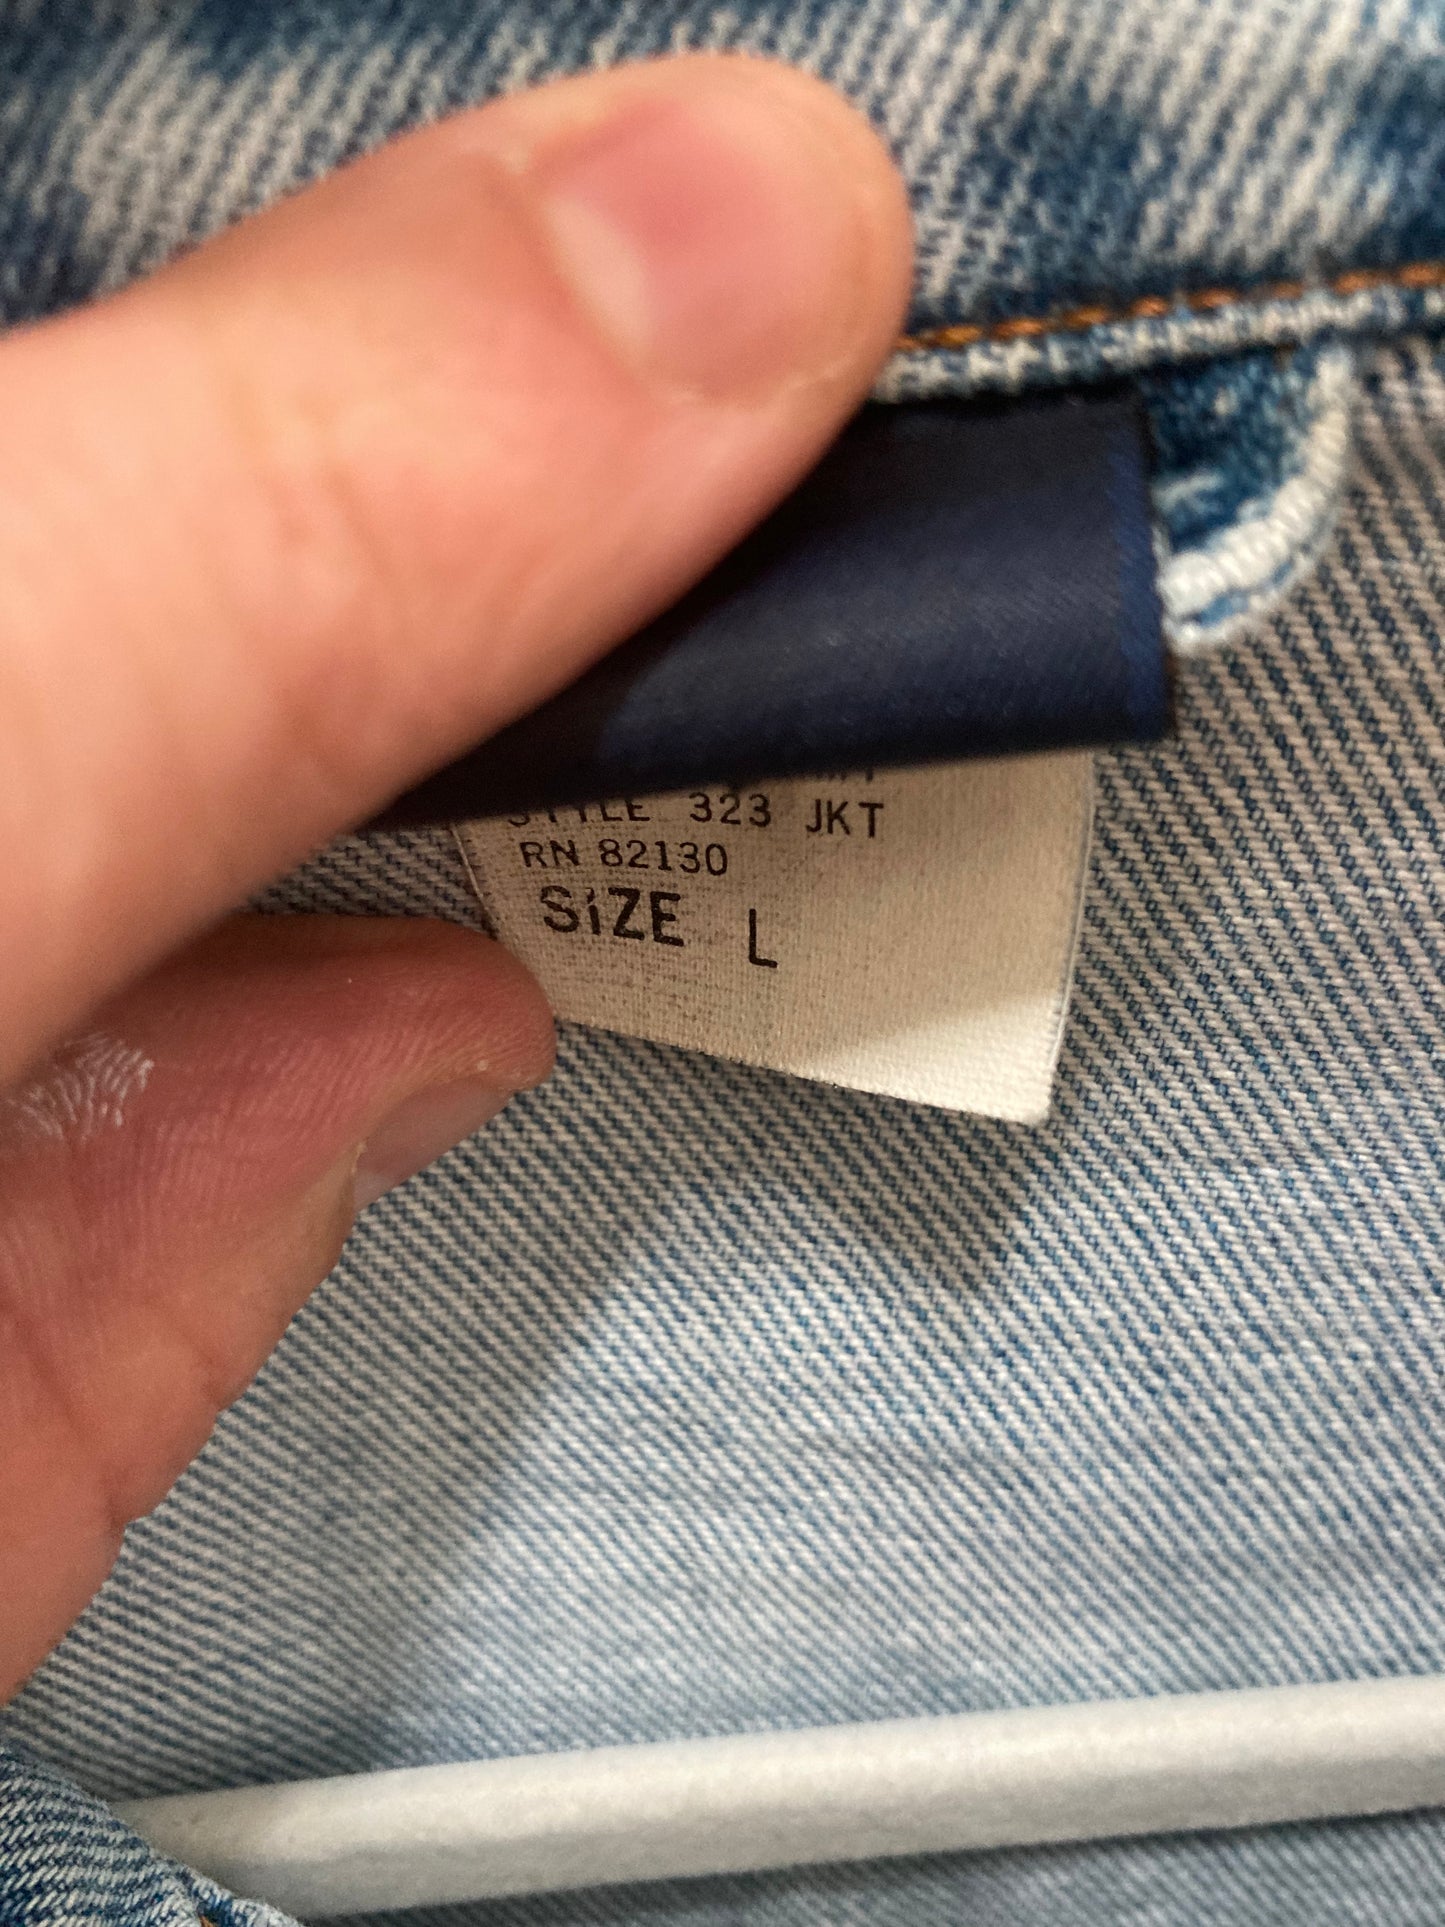 STYLE 323 JKT
RN 82130
SiZE L